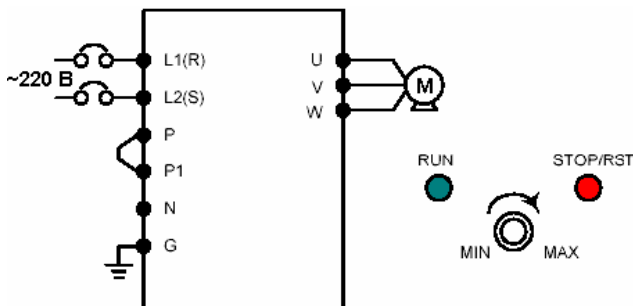 L1(R)
U
~220 В
V
M
L2(S)
W
P
RUN
STOP/RST
P1
N
MIN
MAX
G